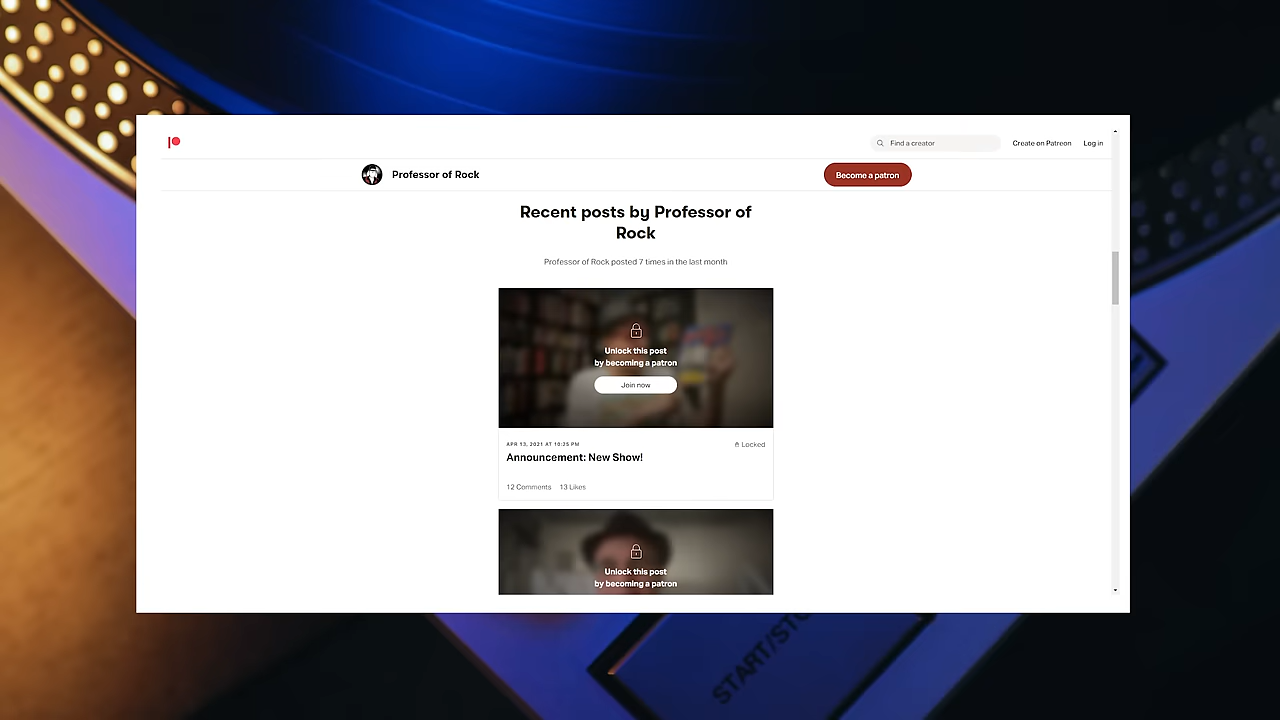 Find a creator
Create on Patreon
Log in
Professor of Rock
Become a patron
Recent posts by Professor of
Rock
Professor of Rock posted 7 times in the last month
Unlock this post
by becoming a patron
Join now
APR 13, 2021 AT 10:25 PM
Locked
Announcement: New Show!
12 Comments
13 Likes
Unlock this post
by becoming a patron
START/STO